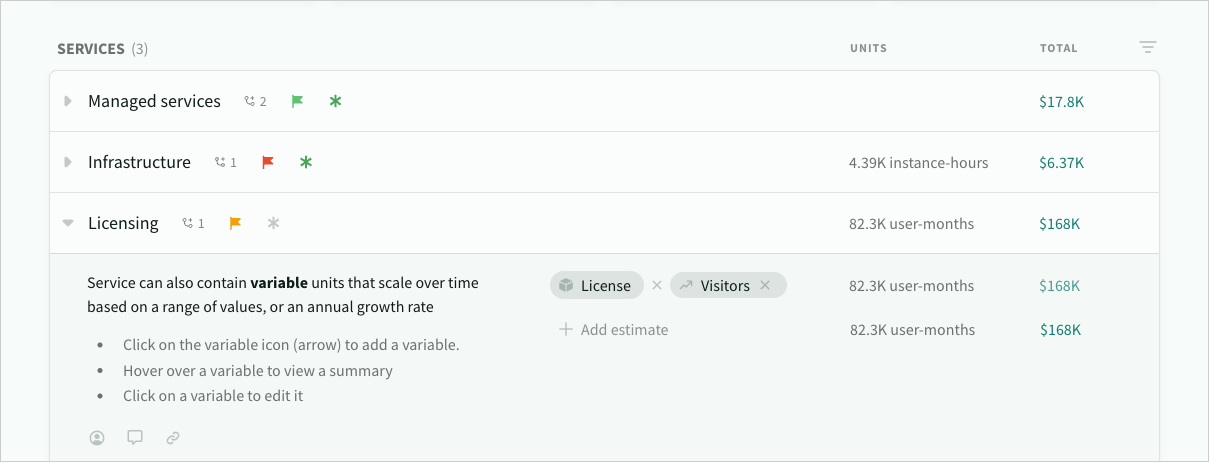 SERVICES (3) UNITS TOTAL
Managed services 2 $17.8K
Infrastructure 1 4.39K instance-hours $6.37K
Licensing 1 82.3K user-months $168K
Service can also contain variable units that scale over time
based on a range of values, or an annual growth rate
License × Visitors × 82.3K user-months $168K
+ Add estimate 82.3K user-months $168K
• Click on the variable icon (arrow) to add a variable.
• Hover over a variable to view a summary
• Click on a variable to edit it